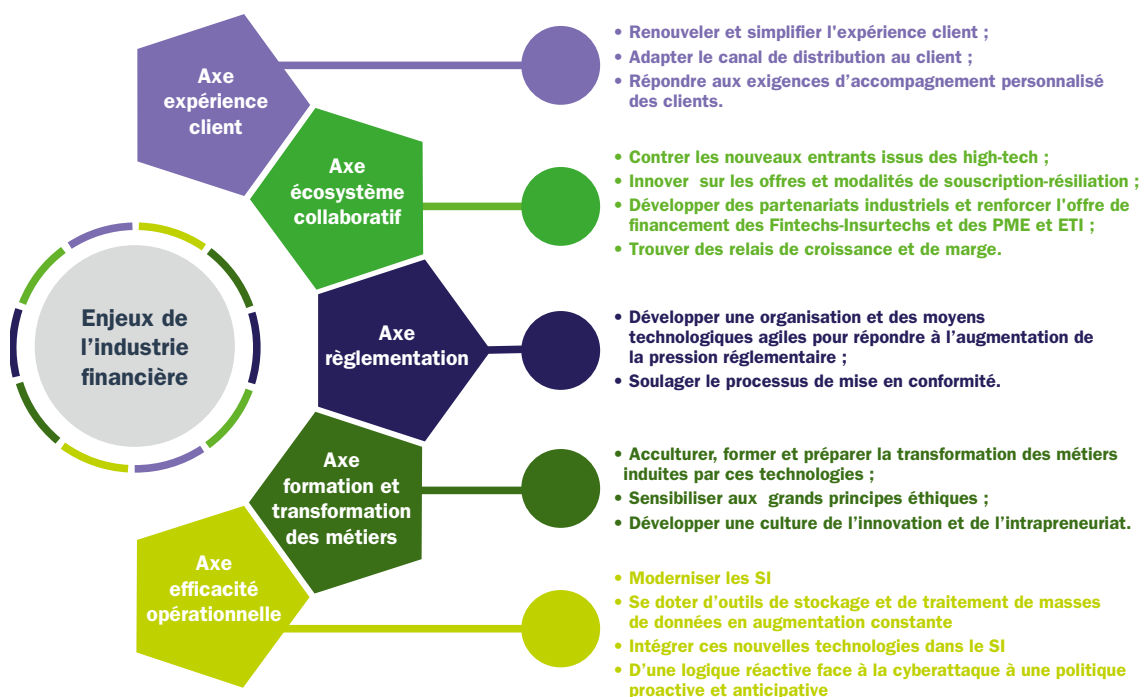 Enjeux de
l'industrie
financière
Axe
expérience
client
• Renouveler et simplifier l'expérience client ;
• Adapter le canal de distribution au client ;
• Répondre aux exigences d'accompagnement personnalisé
des clients.
Axe
écosystème
collaboratif
• Contrer les nouveaux entrants issus des high-tech ;
• Innover sur les offres et modalités de souscription-résiliation ;
• Développer des partenariats industriels et renforcer l'offre de
financement des Fintechs-Insurtechs et des PME et ETI ;
• Trouver des relais de croissance et de marge.
Axe
règlementation
• Développer une organisation et des moyens
technologiques agiles pour répondre à l'augmentation de
la pression réglementaire ;
• Soulager le processus de mise en conformité.
Axe
formation et
transformation
des métiers
• Acculturer, former et préparer la transformation des métiers
induites par ces technologies ;
• Sensibiliser aux grands principes éthiques ;
• Développer une culture de l'innovation et de l'intrapreneuriat.
Axe
efficacité
opérationnelle
• Moderniser les SI
• Se doter d'outils de stockage et de traitement de masses
de données en augmentation constante
• Intégrer ces nouvelles technologies dans le SI
• D'une logique réactive face à la cyberattaque à une politique
proactive et anticipative